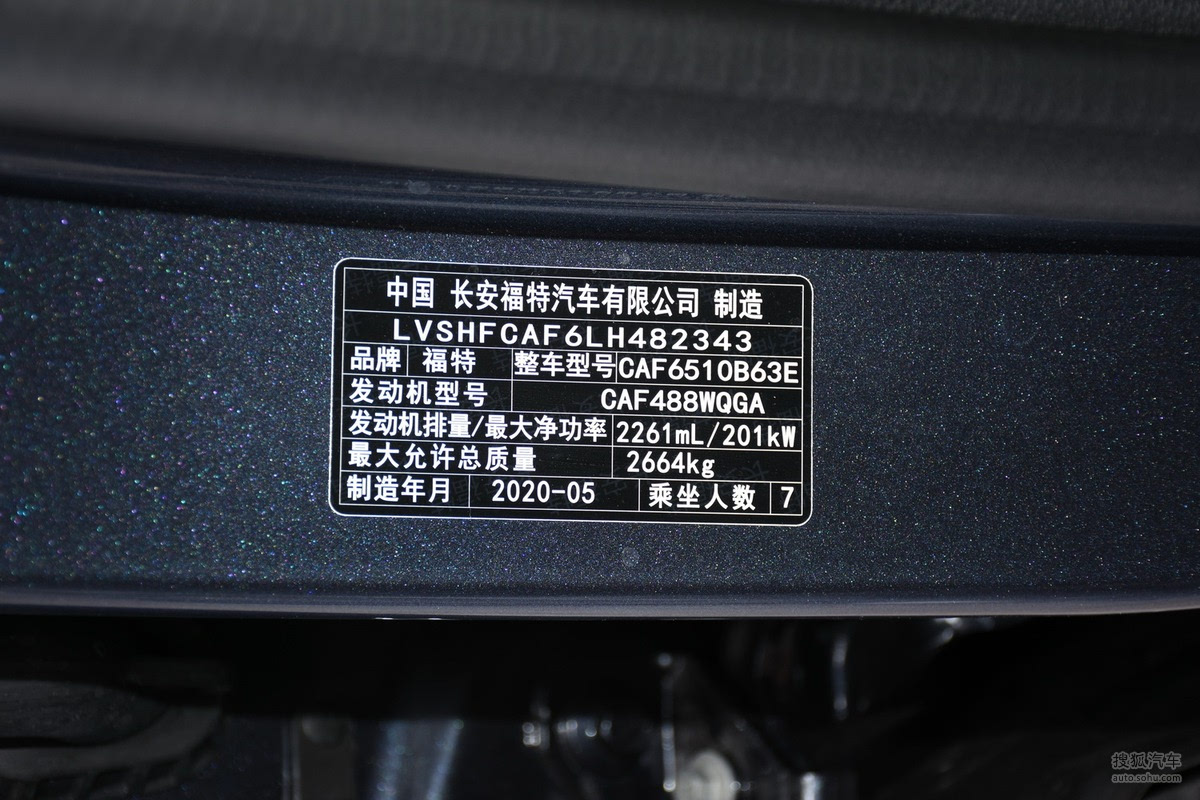 中国 长安福特汽车有限公司 制造
LVSHFCAF6LH482343
品牌 福特 整车型号 CAF6510B63E
发动机型号 CAF488WQGA
发动机排量/最大净功率 2261mL/201kW
最大允许总质量 2664kg
制造年月 2020-05 乘坐人数 7
搜狐汽车
auto.sohu.com